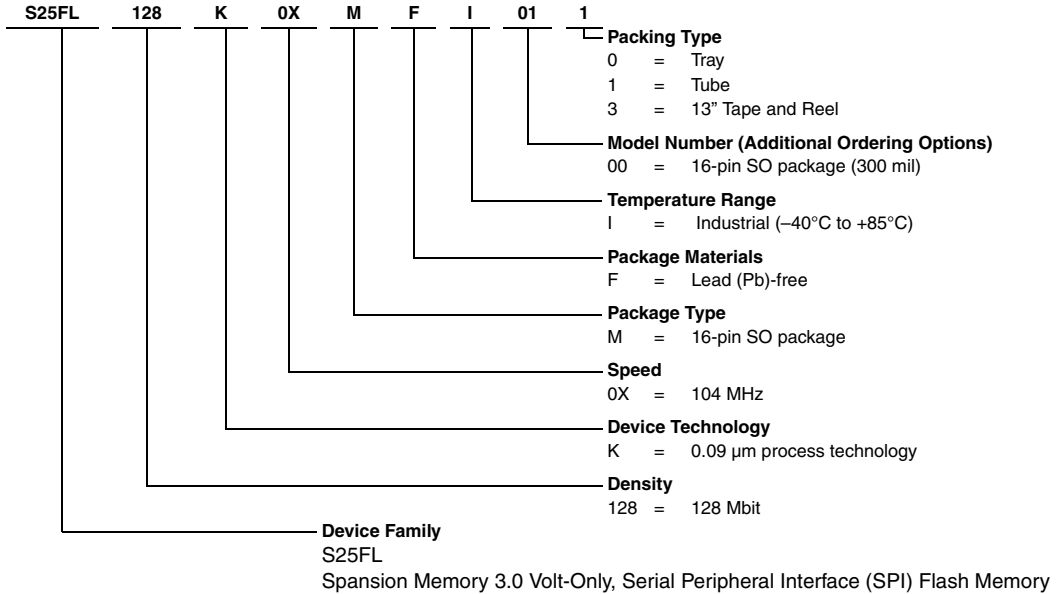 S25FL 128 K 0X M F I 01 1
Packing Type
0 = Tray
1 = Tube
3 = 13” Tape and Reel
Model Number (Additional Ordering Options)
00 = 16-pin SO package (300 mil)
Temperature Range
I = Industrial (–40°C to +85°C)
Package Materials
F = Lead (Pb)-free
Package Type
M = 16-pin SO package
Speed
0X = 104 MHz
Device Technology
K = 0.09 µm process technology
Density
128 = 128 Mbit
Device Family
S25FL
Spansion Memory 3.0 Volt-Only, Serial Peripheral Interface (SPI) Flash Memory